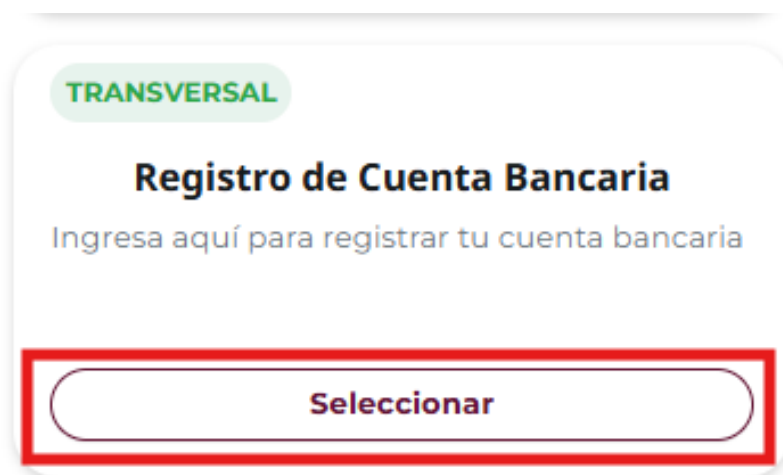 TRANSVERSAL
Registro de Cuenta Bancaria
Ingresa aquí para registrar tu cuenta bancaria
Seleccionar